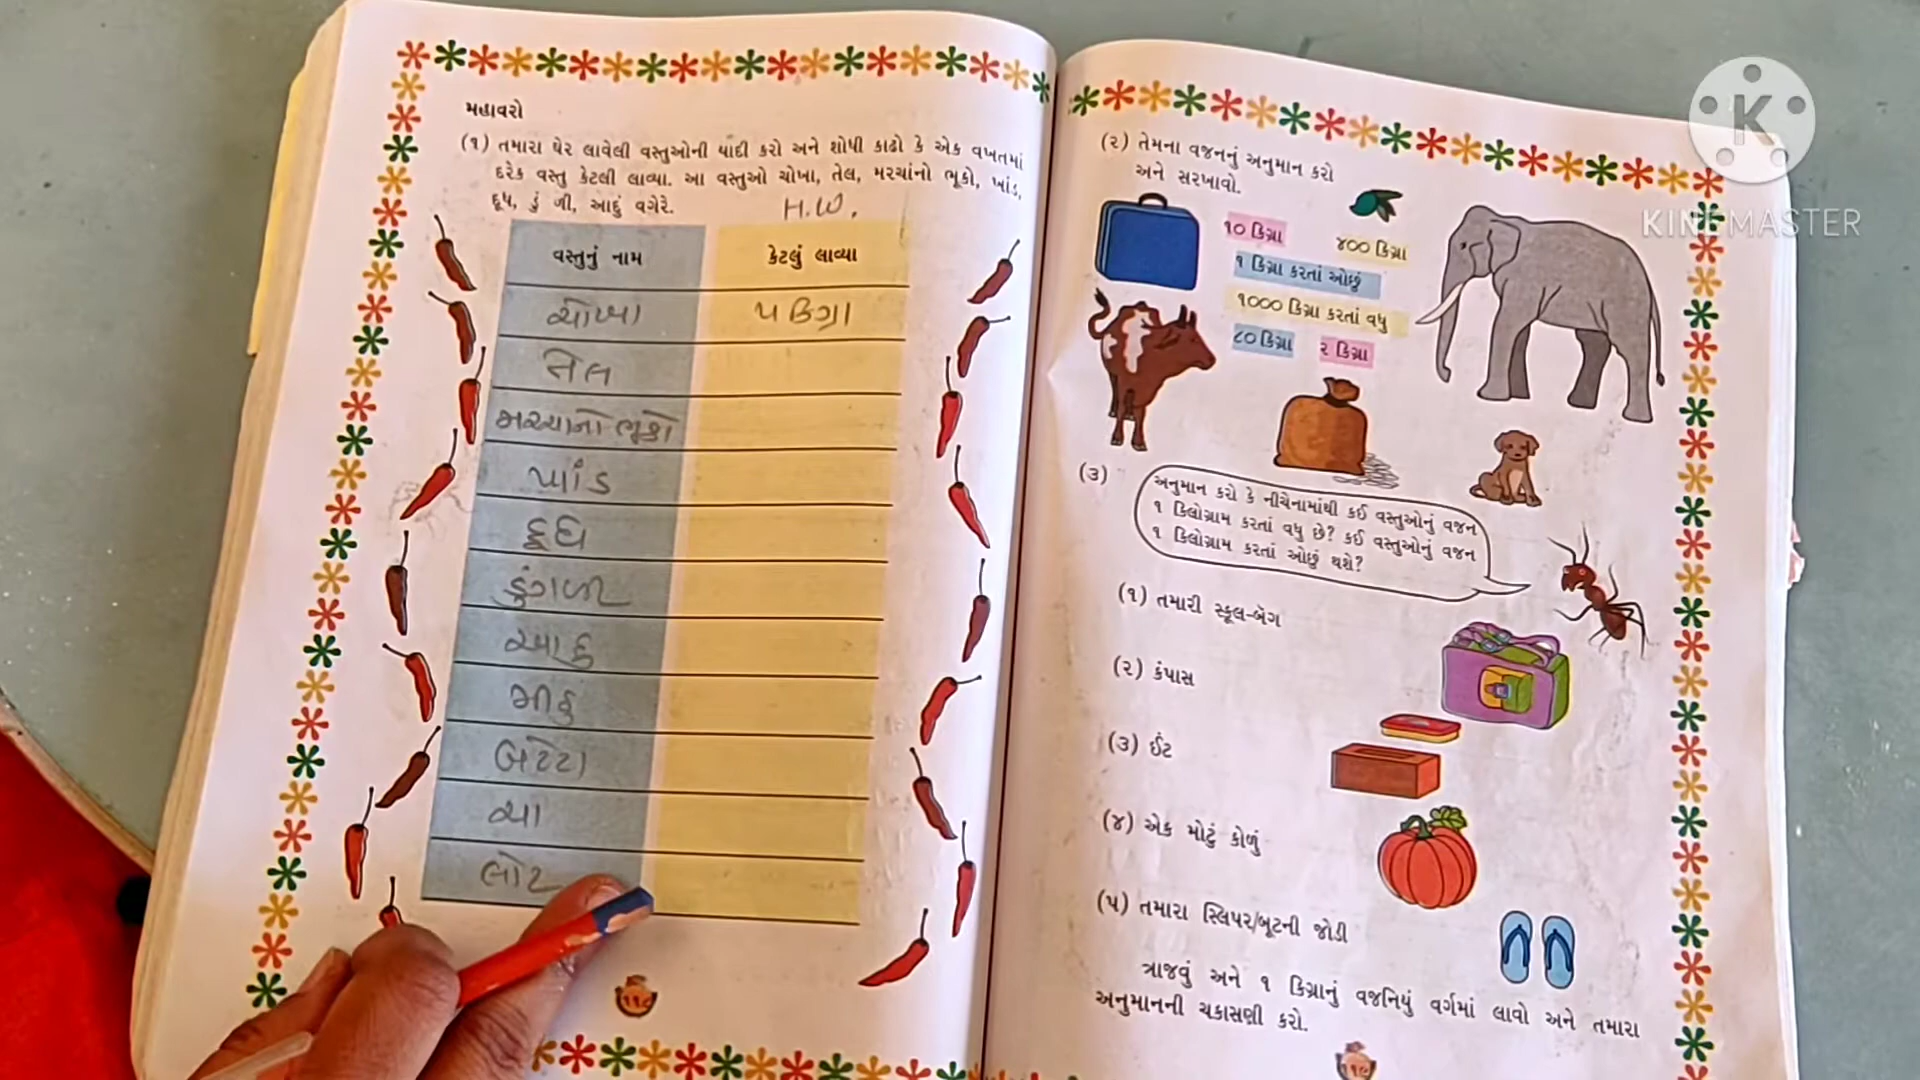 મહાવરો
(૧) તમારા ઘેર લાવેલી વસ્તુઓની યાદી કરો અને શોધી કાઢો કે એક વખતમાં
દરેક વસ્તુ કેટલી લાવ્યા. આ વસ્તુઓ ચોખા, તેલ, મરચાંનો ભૂકો, ખાંડ,
દૂધ, ડું ળી, આદું વગેરે.
H.W.
વસ્તુનું નામ કેટલું લાવ્યા
ચોખા ૫ કિગ્રા
તેલ
મરચાનો ભૂકો
ખાંડ
દૂધ
ડુંગળી
આદુ
મીઠુ
બટેટા
ચા
લોટ
૧૧૮
(૨) તેમના વજનનું અનુમાન કરો
અને સરખાવો.
૧૦ કિગ્રા
૪૦૦ કિગ્રા
૧ કિગ્રા કરતાં ઓછું
૧૦૦૦ કિગ્રા કરતાં વધુ
૮૦ કિગ્રા ૨ કિગ્રા
(૩) અનુમાન કરો કે નીચેનામાંથી કઈ વસ્તુઓનું વજન
૧ કિલોગ્રામ કરતાં વધુ છે? કઈ વસ્તુઓનું વજન
૧ કિલોગ્રામ કરતાં ઓછું થશે?
(૧) તમારી સ્કૂલ-બૅગ
(૨) કંપાસ
(૩) ઈંટ
(૪) એક મોટું કોળું
(૫) તમારા સ્લિપર/બૂટની જોડી
ત્રાજવું અને ૧ કિગ્રાનું વજનિયું વર્ગમાં લાવો અને તમારા
અનુમાનની ચકાસણી કરો.
૧૧૯
K
KINEMASTER